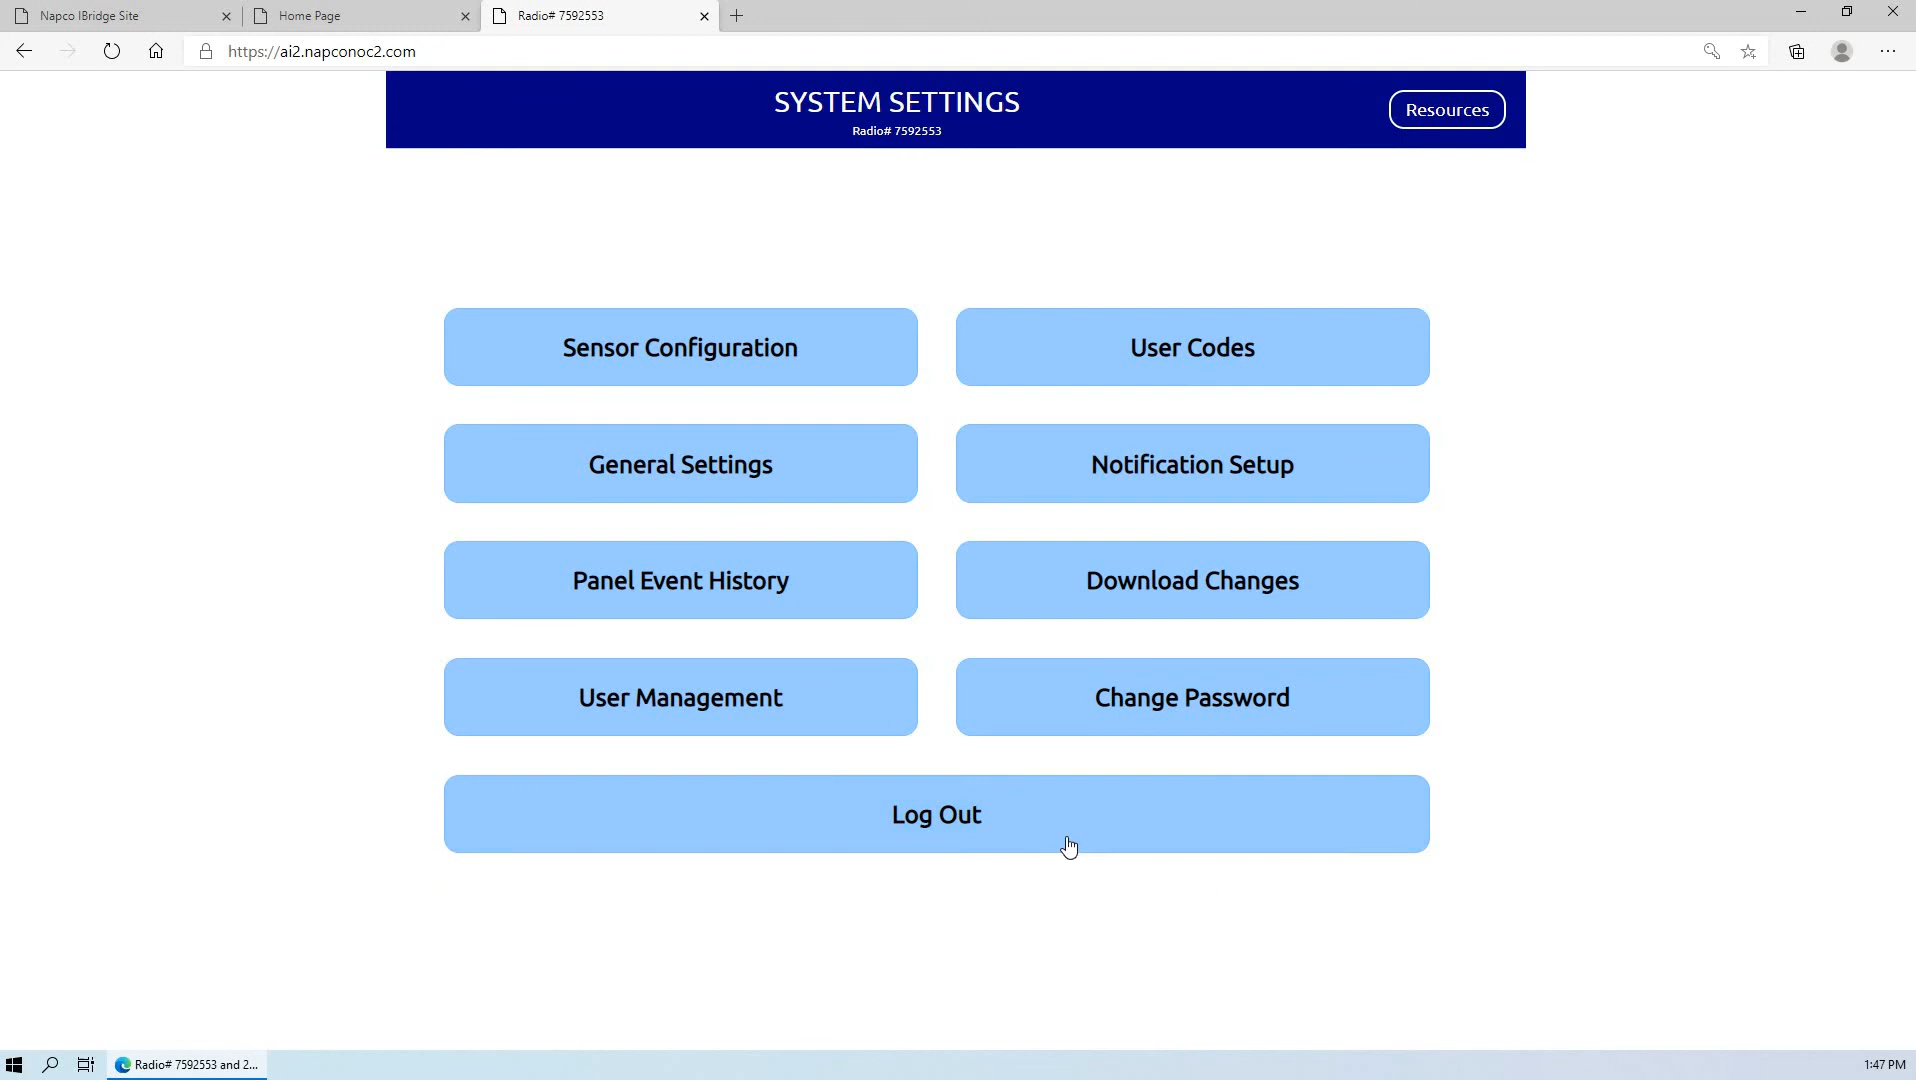 Napco IBridge Site
Home Page
Radio# 7592553
https://ai2.napconoc2.com
SYSTEM SETTINGS
Resources
Radio# 7592553
Sensor Configuration
User Codes
General Settings
Notification Setup
Panel Event History
Download Changes
User Management
Change Password
Log Out
Radio# 7592553 and 2...
1:47 PM